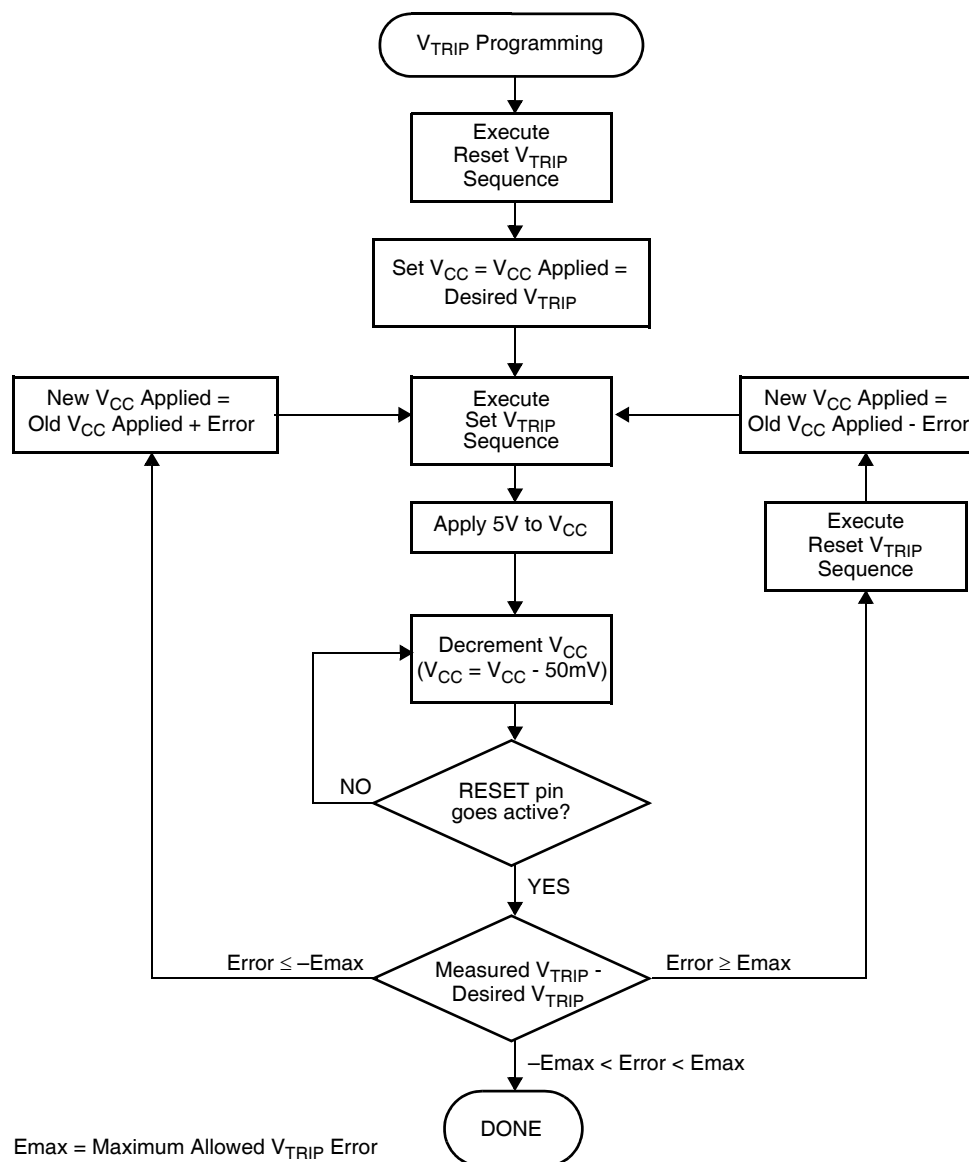 V_TRIP Programming
Execute
Reset V_TRIP
Sequence
Set V_CC = V_CC Applied =
Desired V_TRIP
New V_CC Applied =
Old V_CC Applied + Error
Execute
Set V_TRIP
Sequence
New V_CC Applied =
Old V_CC Applied - Error
Apply 5V to V_CC
Execute
Reset V_TRIP
Sequence
Decrement V_CC
(V_CC = V_CC - 50mV)
NO
RESET pin
goes active?
YES
Error ≤ –Emax
Measured V_TRIP -
Desired V_TRIP
Error ≥ Emax
–Emax < Error < Emax
DONE
Emax = Maximum Allowed V_TRIP Error